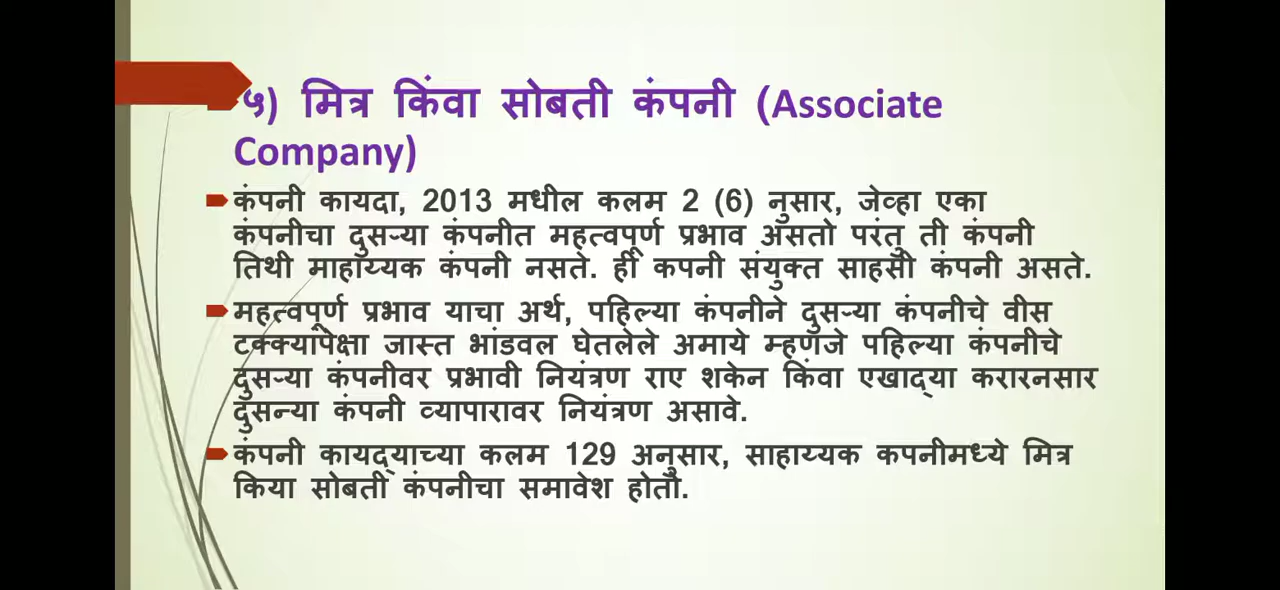 ५) मित्र किंवा सोबती कंपनी (Associate
Company)
कंपनी कायदा, 2013 मधील कलम 2 (6) नुसार, जेव्हा एका
कंपनीचा दुसऱ्या कंपनीत महत्वपूर्ण प्रभाव असतो परंतु ती कंपनी
तिथी माहाय्यक कंपनी नसते. ही कपनी संयुक्त साहसी कंपनी असते.
महत्वपूर्ण प्रभाव याचा अर्थ, पहिल्या कंपनीने दुसऱ्या कंपनीचे वीस
टक्क्यांपेक्षा जास्त भांडवल घेतलेले अमाये म्हणजे पहिल्या कंपनीचे
दुसऱ्या कंपनीवर प्रभावी नियंत्रण राए शकेन किंवा एखाद्‌या करारनसार
दुसन्या कंपनी व्यापारावर नियंत्रण असावे.
कंपनी कायद्‌याच्या कलम 129 अनुसार, साहाय्यक कपनीमध्ये मित्र
किया सोबती कंपनीचा समावेश होतो.